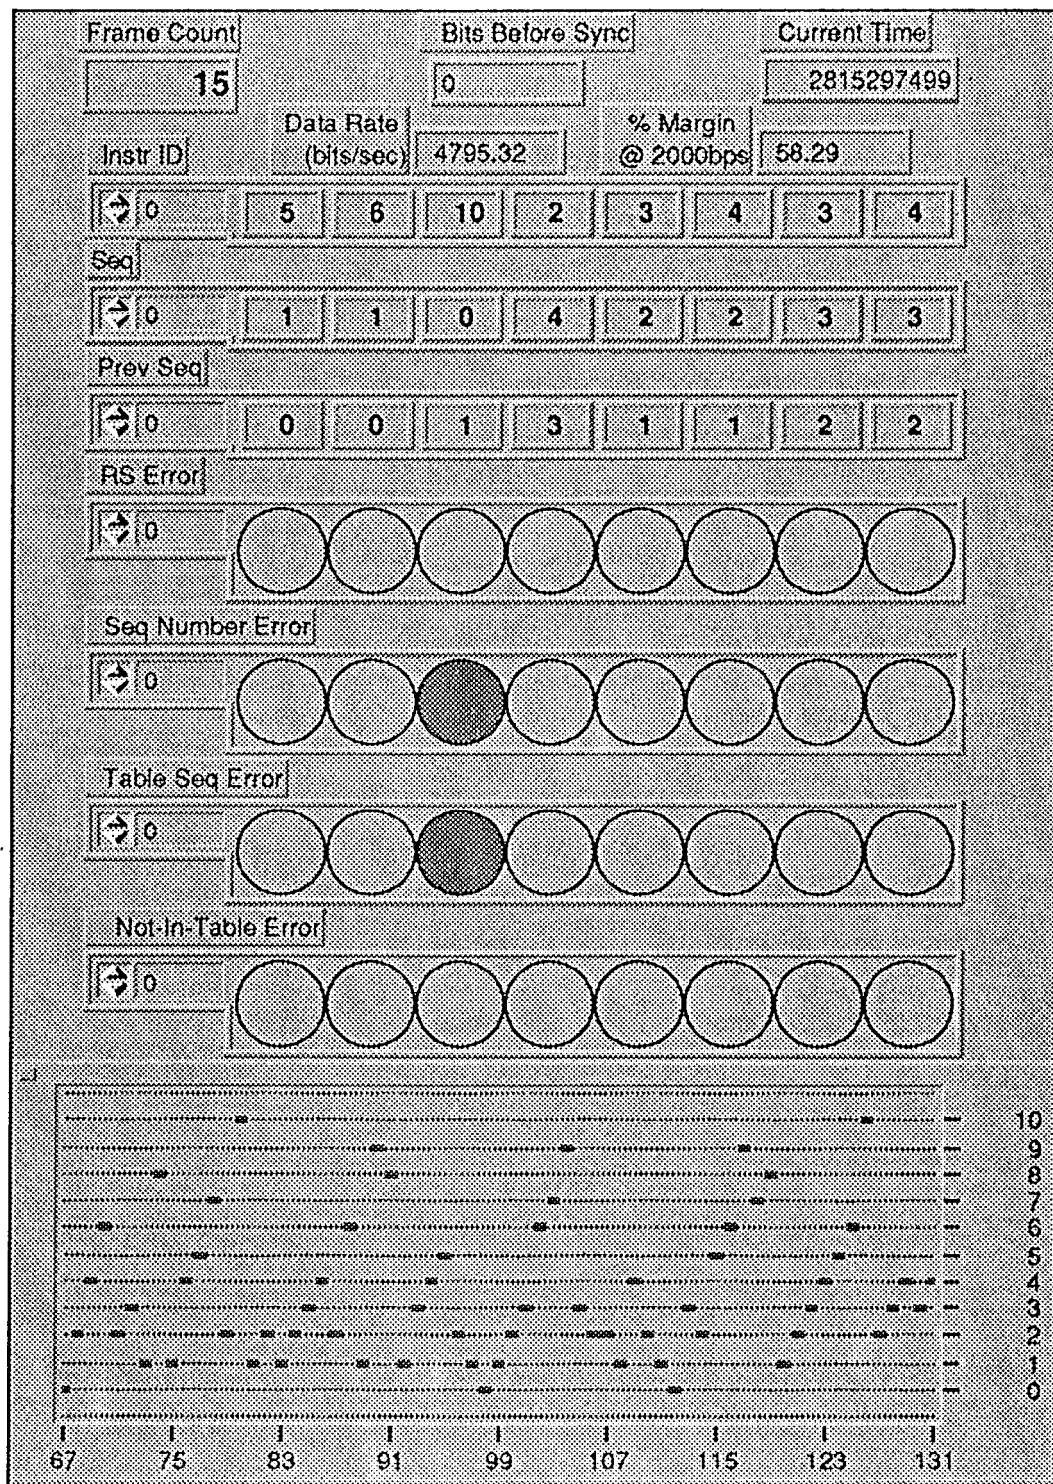 Frame Count Bits Before Sync Current Time
15 0 2815297499
Data Rate (bits/sec) 4795.32 % Margin @ 2000bps 58.29
Instr ID
0 5 6 10 2 3 4 3 4
Seq
0 1 1 0 4 2 2 3 3
Prev Seq
0 0 0 1 3 1 1 2 2
RS Error
0
Seq Number Error
0
Table Seq Error
0
Not-In-Table Error
0
10
9
8
7
6
5
4
3
2
1
0
67 75 83 91 99 107 115 123 131